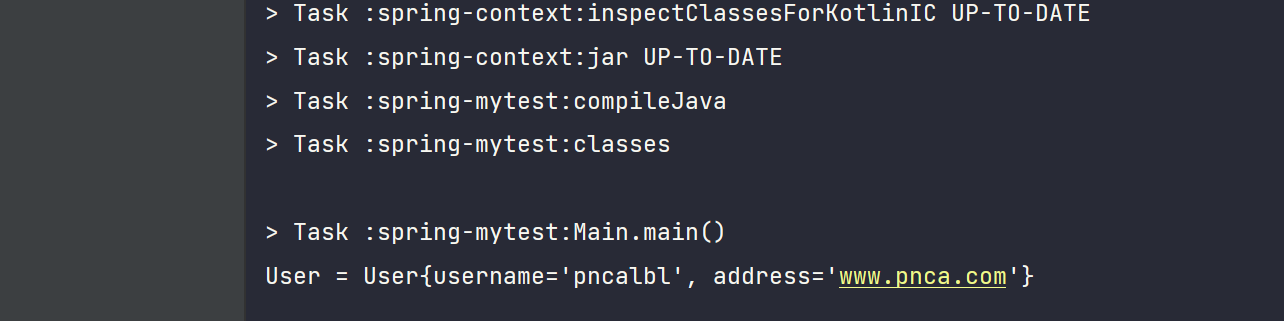 > Task :spring-context:inspectClassesForKotlinIC UP-TO-DATE
> Task :spring-context:jar UP-TO-DATE
> Task :spring-mytest:compileJava
> Task :spring-mytest:classes
> Task :spring-mytest:Main.main()
User = User{username='pncalbl', address='www.pnca.com'}